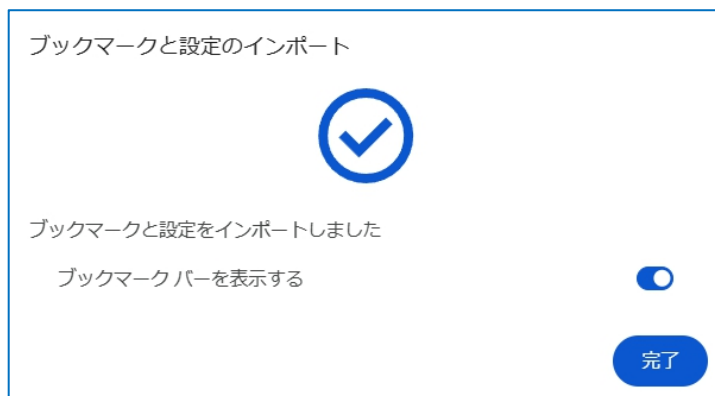 ブックマークと設定のインポート
ブックマークと設定をインポートしました
ブックマーク バーを表示する
完了